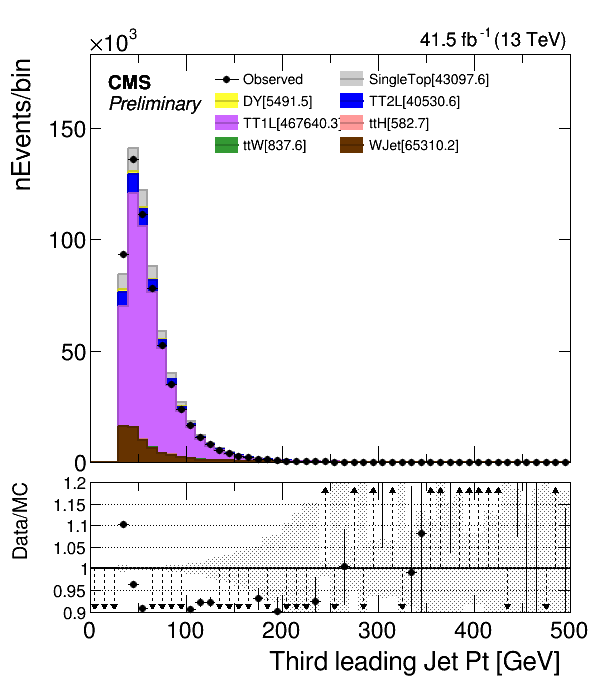 ×10³
41.5 fb⁻¹ (13 TeV)
CMS
Preliminary
Observed
SingleTop[43097.6]
DY[5491.5]
TT2L[40530.6]
TT1L[467640.3]
ttH[582.7]
ttW[837.6]
WJet[65310.2]
nEvents/bin
150
100
50
0
Data/MC
1.2
1.15
1.1
1.05
1
0.95
0.9
0 100 200 300 400 500
Third leading Jet Pt [GeV]